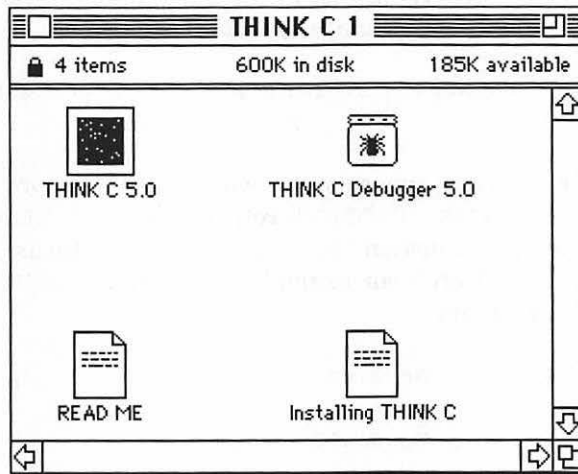 THINK C 1
4 items 600K in disk 185K available
THINK C 5.0 THINK C Debugger 5.0
READ ME Installing THINK C